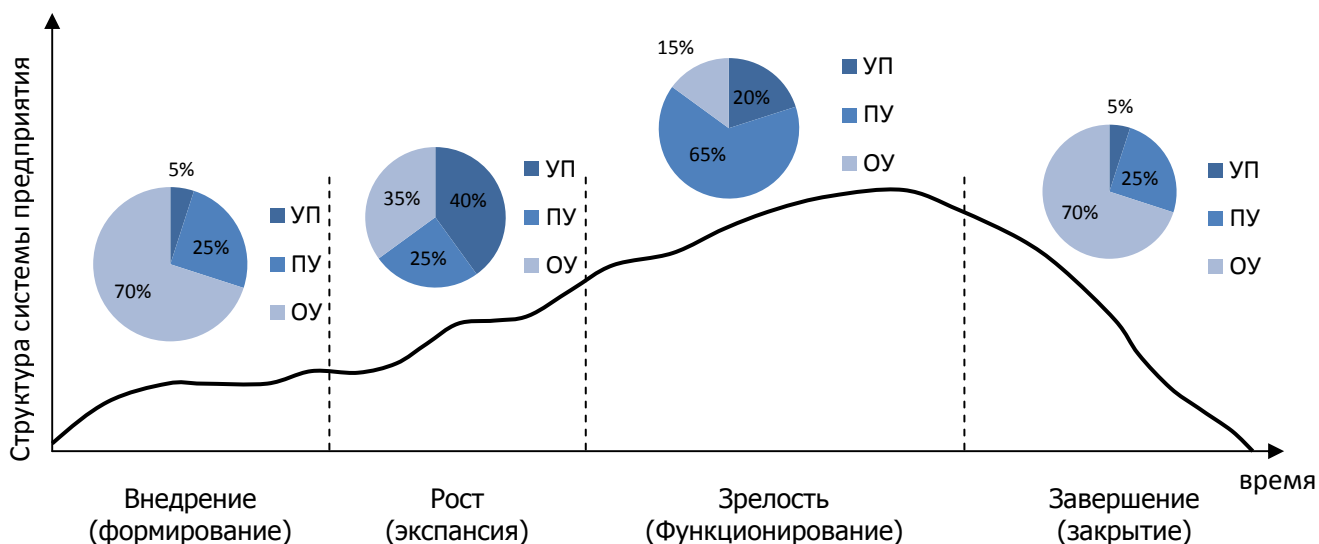 Структура системы предприятия
5%
25%
70%
УП
ПУ
ОУ
35%
40%
25%
УП
ПУ
ОУ
15%
20%
65%
УП
ПУ
ОУ
5%
25%
70%
УП
ПУ
ОУ
время
Внедрение
(формирование)
Рост
(экспансия)
Зрелость
(Функционирование)
Завершение
(закрытие)